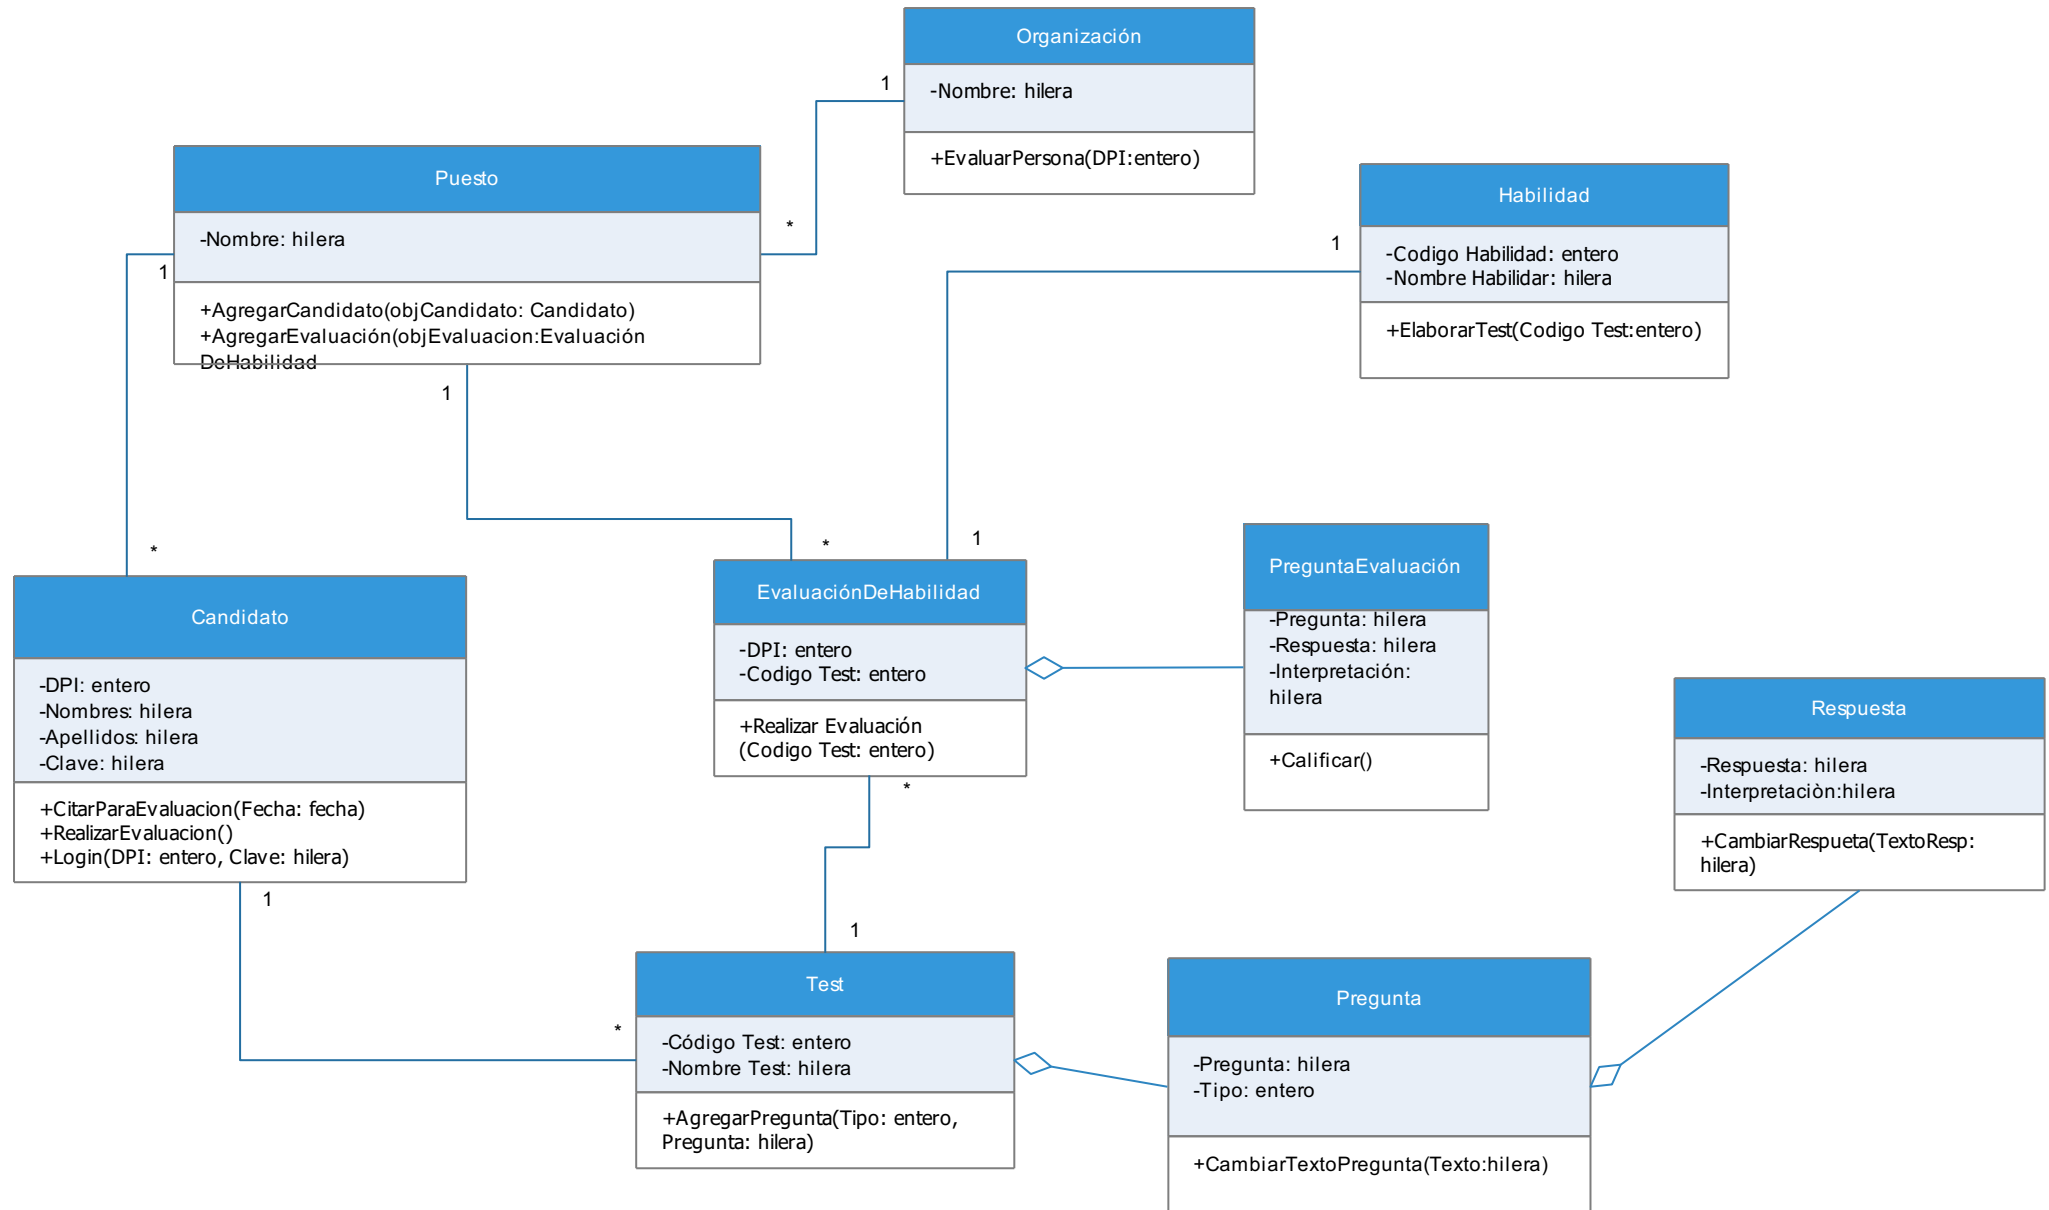 Organización
-Nombre: hilera
+EvaluarPersona(DPI:entero)
1
*
Puesto
-Nombre: hilera
+AgregarCandidato(objCandidato: Candidato)
+AgregarEvaluación(objEvaluacion:Evaluación
DeHabilidad
1
1
*
Habilidad
-Codigo Habilidad: entero
-Nombre Habilidar: hilera
+ElaborarTest(Codigo Test:entero)
1
1
*
Candidato
-DPI: entero
-Nombres: hilera
-Apellidos: hilera
-Clave: hilera
+CitarParaEvaluacion(Fecha: fecha)
+RealizarEvaluacion()
+Login(DPI: entero, Clave: hilera)
1
*
EvaluaciónDeHabilidad
-DPI: entero
-Codigo Test: entero
+Realizar Evaluación
(Codigo Test: entero)
*
1
PreguntaEvaluación
-Pregunta: hilera
-Respuesta: hilera
-Interpretación:
hilera
+Calificar()
Respuesta
-Respuesta: hilera
-Interpretaciòn:hilera
+CambiarRespueta(TextoResp:
hilera)
Test
-Código Test: entero
-Nombre Test: hilera
+AgregarPregunta(Tipo: entero,
Pregunta: hilera)
Pregunta
-Pregunta: hilera
-Tipo: entero
+CambiarTextoPregunta(Texto:hilera)